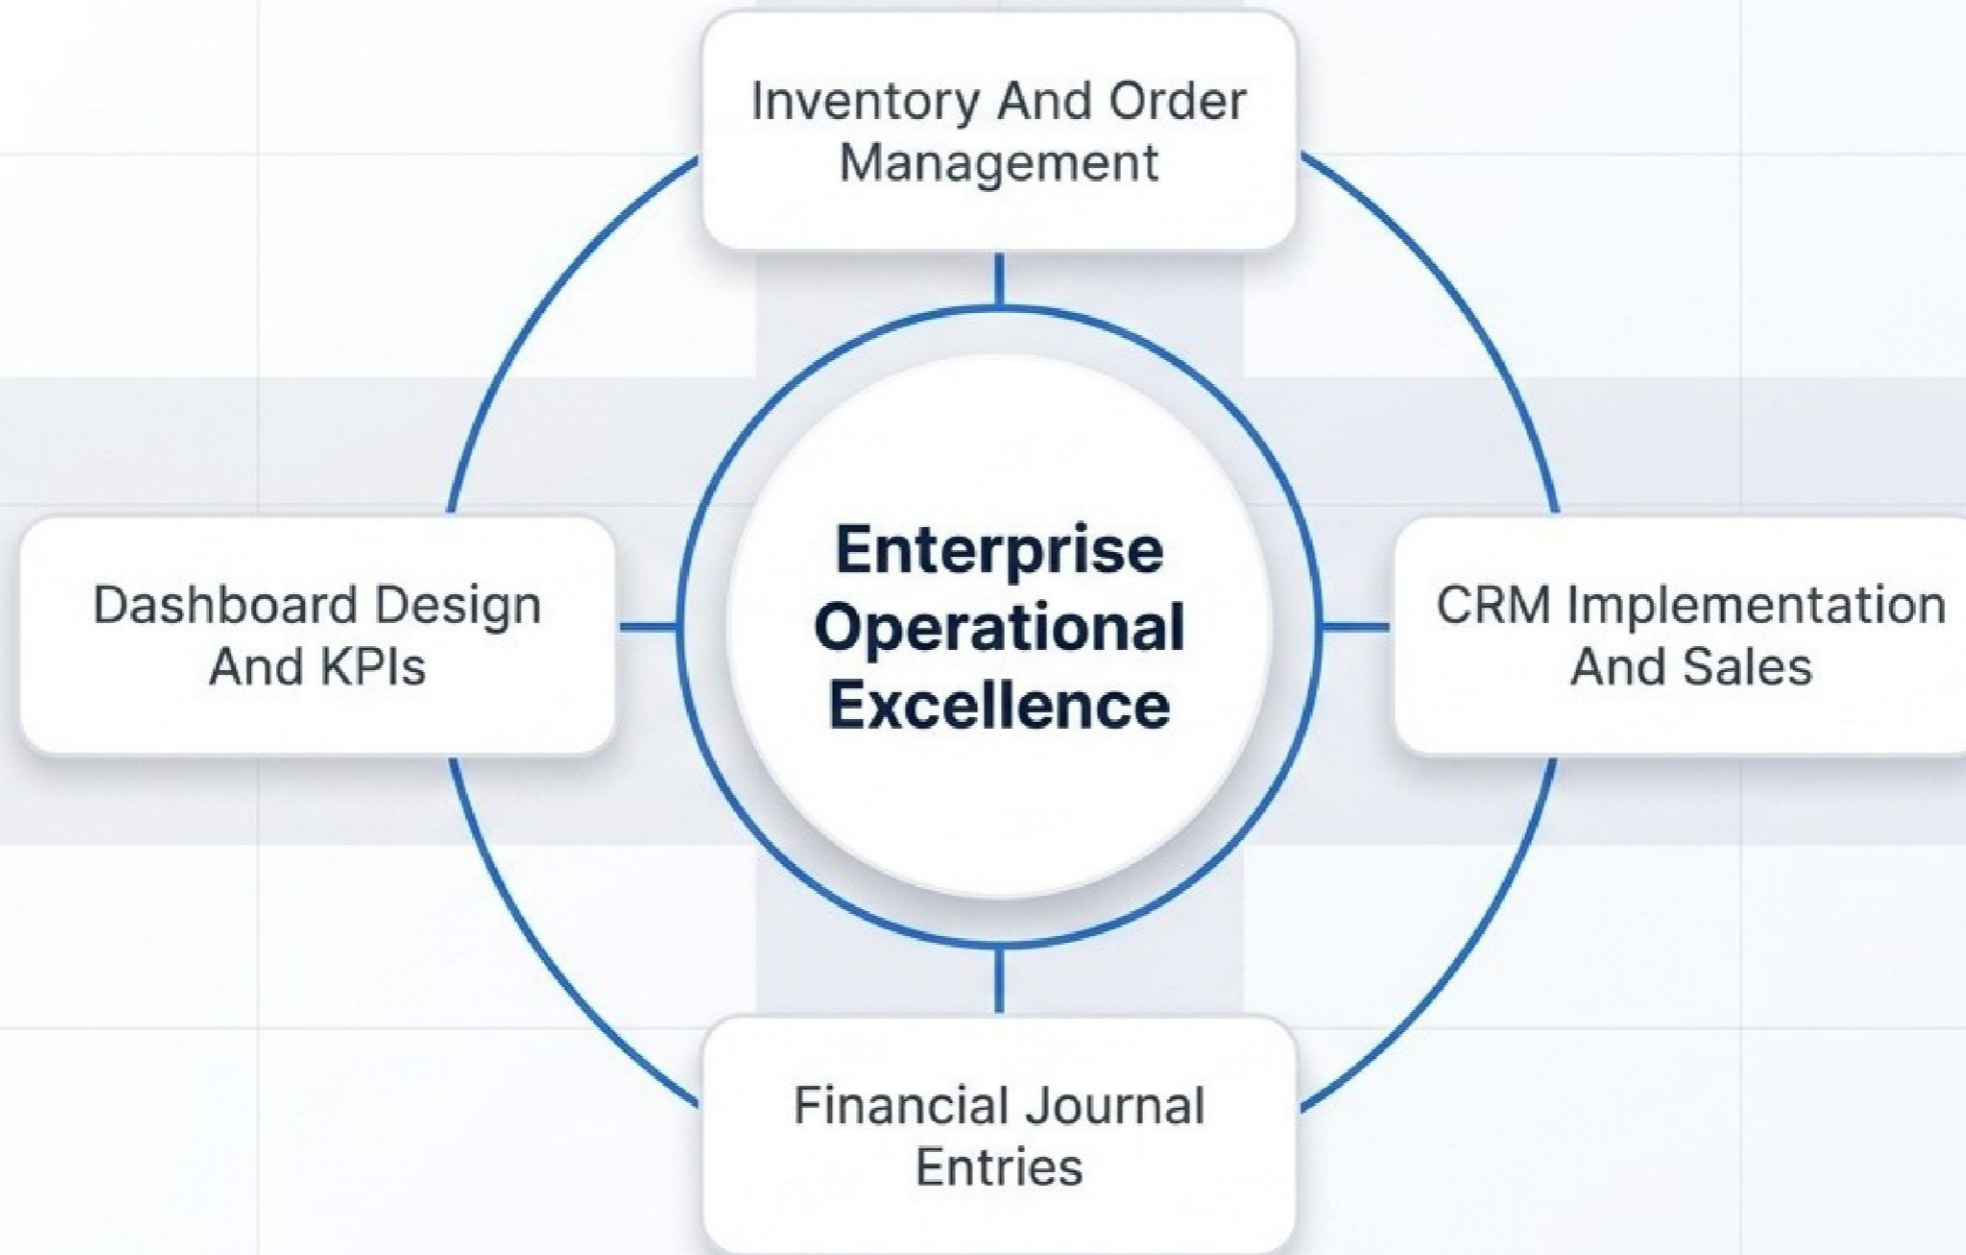 Inventory And Order
Management
Dashboard Design
And KPIs
Enterprise
Operational
Excellence
CRM Implementation
And Sales
Financial Journal
Entries